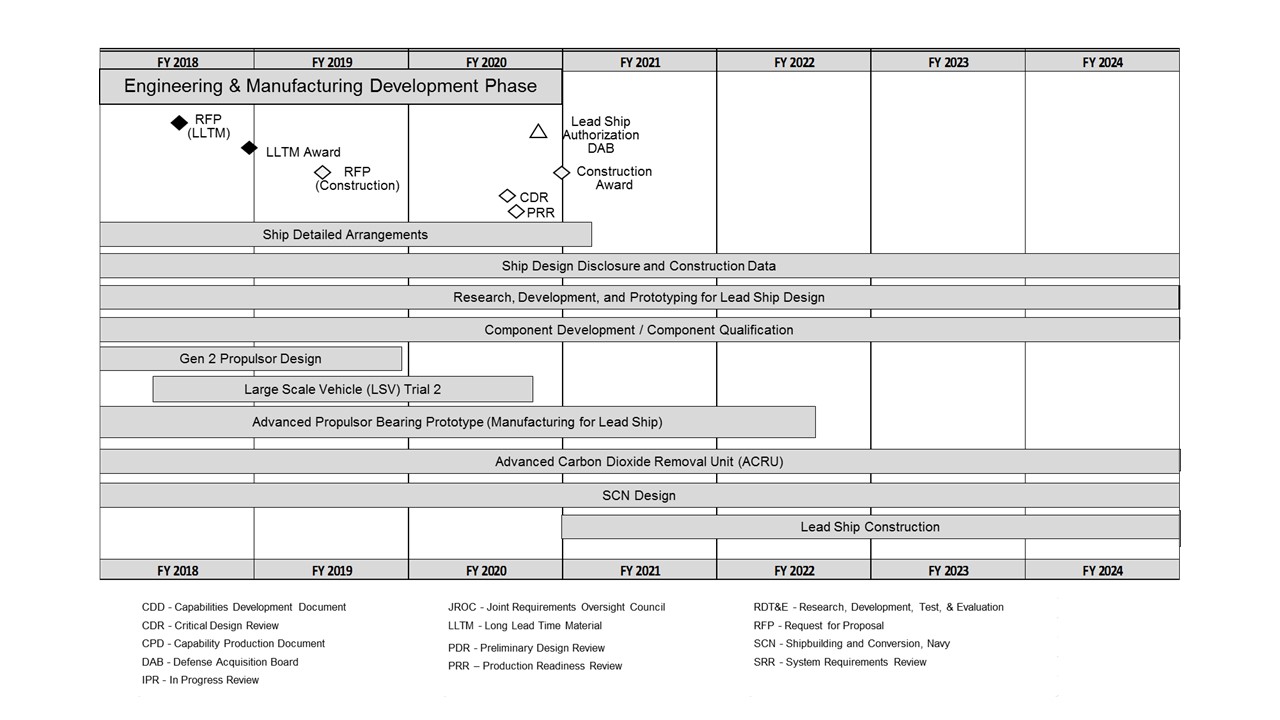 FY 2018 FY 2019 FY 2020 FY 2021 FY 2022 FY 2023 FY 2024
Engineering & Manufacturing Development Phase
RFP
(LLTM)
LLTM Award
RFP
(Construction)
Lead Ship
Authorization
DAB
Construction
Award
CDR
PRR
Ship Detailed Arrangements
Ship Design Disclosure and Construction Data
Research, Development, and Prototyping for Lead Ship Design
Component Development / Component Qualification
Gen 2 Propulsor Design
Large Scale Vehicle (LSV) Trial 2
Advanced Propulsor Bearing Prototype (Manufacturing for Lead Ship)
Advanced Carbon Dioxide Removal Unit (ACRU)
SCN Design
Lead Ship Construction
FY 2018 FY 2019 FY 2020 FY 2021 FY 2022 FY 2023 FY 2024
CDD - Capabilities Development Document
CDR - Critical Design Review
CPD - Capability Production Document
DAB - Defense Acquisition Board
IPR - In Progress Review
JROC - Joint Requirements Oversight Council
LLTM - Long Lead Time Material
PDR - Preliminary Design Review
PRR – Production Readiness Review
RDT&E - Research, Development, Test, & Evaluation
RFP - Request for Proposal
SCN - Shipbuilding and Conversion, Navy
SRR - System Requirements Review